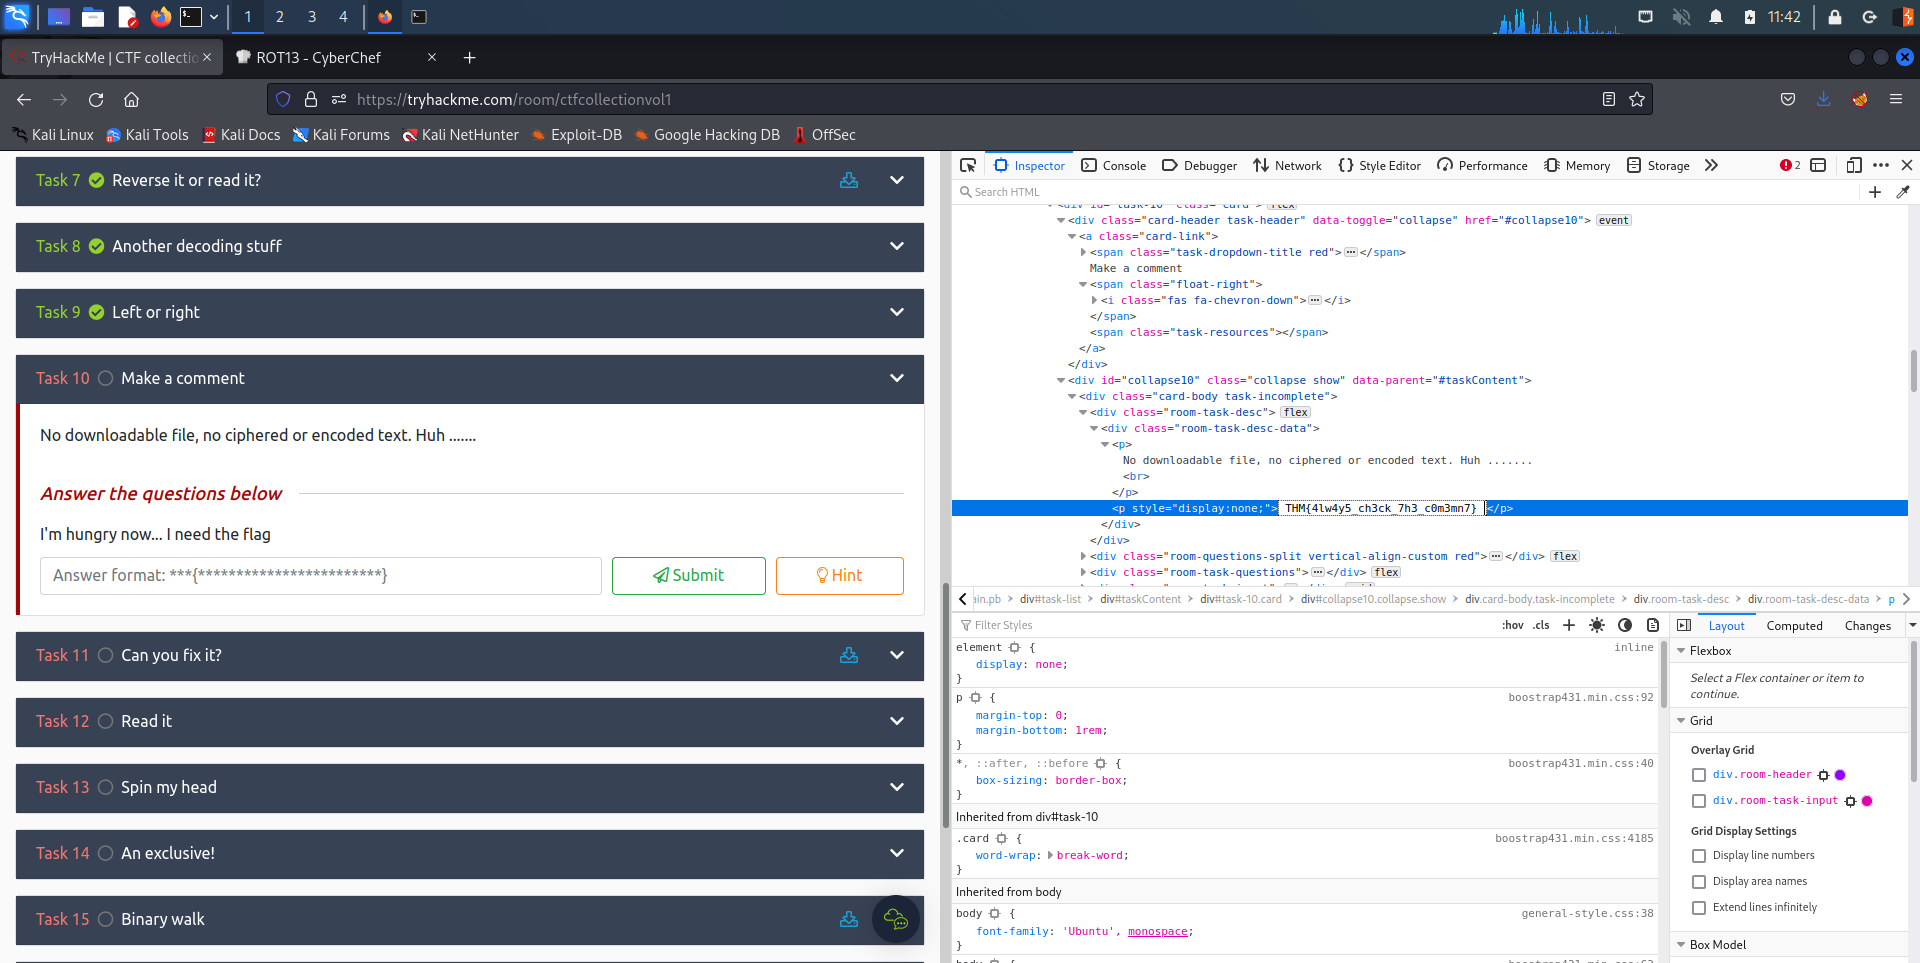 1 2 3 4 11:42
TryHackMe | CTF collectio ROT13 - CyberChef
https://tryhackme.com/room/ctfcollectionvol1
Kali Linux Kali Tools Kali Docs Kali Forums Kali NetHunter Exploit-DB Google Hacking DB OffSec
Task 7 Reverse it or read it?
Task 8 Another decoding stuff
Task 9 Left or right
Task 10 Make a comment
No downloadable file, no ciphered or encoded text. Huh .......
Answer the questions below
I'm hungry now... I need the flag
Answer format: ***{************************} Submit Hint
Task 11 Can you fix it?
Task 12 Read it
Task 13 Spin my head
Task 14 An exclusive!
Task 15 Binary walk
Inspector Console Debugger Network Style Editor Performance Memory Storage 2
Search HTML
<div id="task-10" class="card"> flex
<div class="card-header task-header" data-toggle="collapse" href="#collapse10"> event
<a class="card-link">
<span class="task-dropdown-title red"></span>
Make a comment
<span class="float-right">
<i class="fas fa-chevron-down"></i>
</span>
<span class="task-resources"></span>
</a>
</div>
<div id="collapse10" class="collapse show" data-parent="#taskContent">
<div class="card-body task-incomplete">
<div class="room-task-desc"> flex
<div class="room-task-desc-data">
<p>
No downloadable file, no ciphered or encoded text. Huh .......
<br>
</p>
<p style="display:none;"> THM{4lw4y5_ch3ck_7h3_c0m3mn7} </p>
</div>
</div>
<div class="room-questions-split vertical-align-custom red"></div> flex
<div class="room-task-questions"></div> flex
ain.pb div#task-list div#taskContent div#task-10.card div#collapse10.collapse.show div.card-body.task-incomplete div.room-task-desc div.room-task-desc-data p
Filter Styles :hov .cls
element { inline
display: none;
}
p { boostrap431.min.css:92
margin-top: 0;
margin-bottom: 1rem;
}
*, ::after, ::before { boostrap431.min.css:40
box-sizing: border-box;
}
Inherited from div#task-10
.card { boostrap431.min.css:4185
word-wrap: break-word;
}
Inherited from body
body { general-style.css:38
font-family: 'Ubuntu', monospace;
}
Layout Computed Changes
Flexbox
Select a Flex container or item to
continue.
Grid
Overlay Grid
div.room-header
div.room-task-input
Grid Display Settings
Display line numbers
Display area names
Extend lines infinitely
Box Model